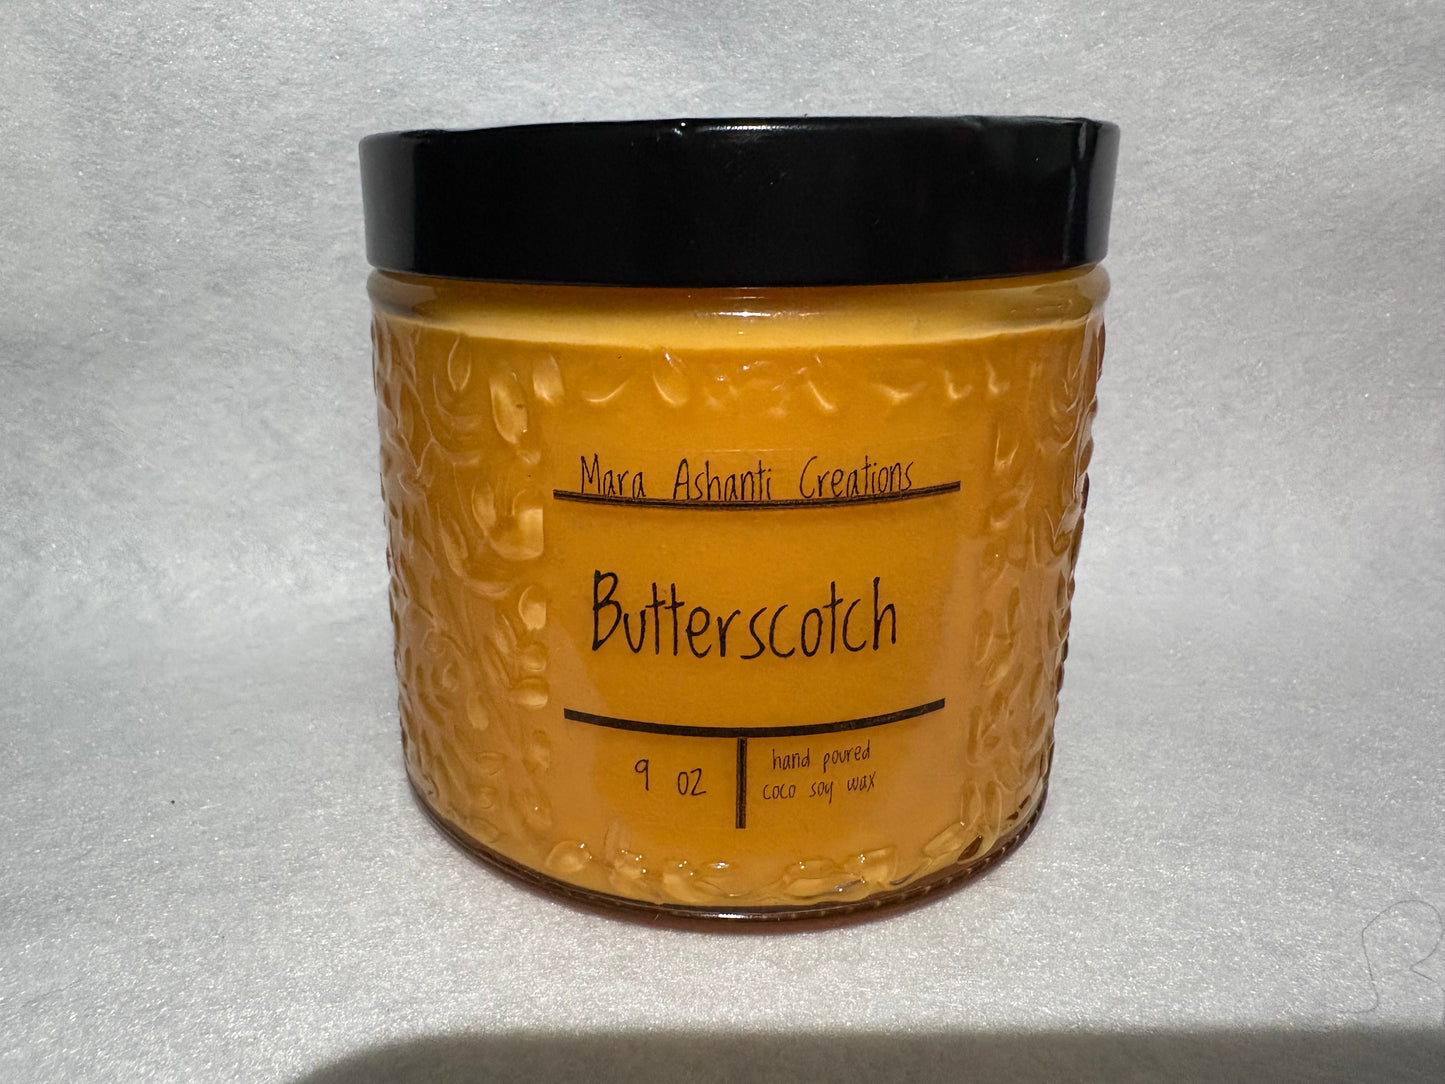 Mara Ashanti Creations
Butterscotch
9 oz
hand poured
coco soy wax